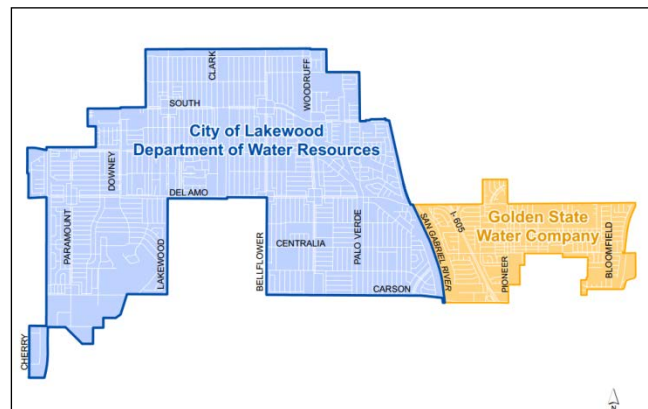 CLARK
WOODRUFF
SOUTH
City of Lakewood
Department of Water Resources
DOWNEY
DEL AMO
PARAMOUNT
LAKEWOOD
BELLFLOWER
CENTRALIA
PALO VERDE
CARSON
CHERRY
SAN GABRIEL RIVER
I- 605
Golden State
Water Company
PIONEER
BLOOMFIELD